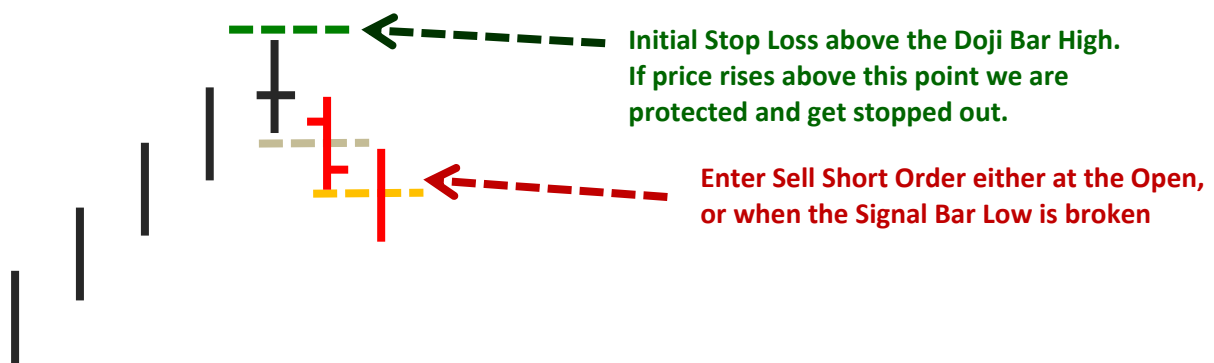 Initial Stop Loss above the Doji Bar High.
If price rises above this point we are
protected and get stopped out.
Enter Sell Short Order either at the Open,
or when the Signal Bar Low is broken